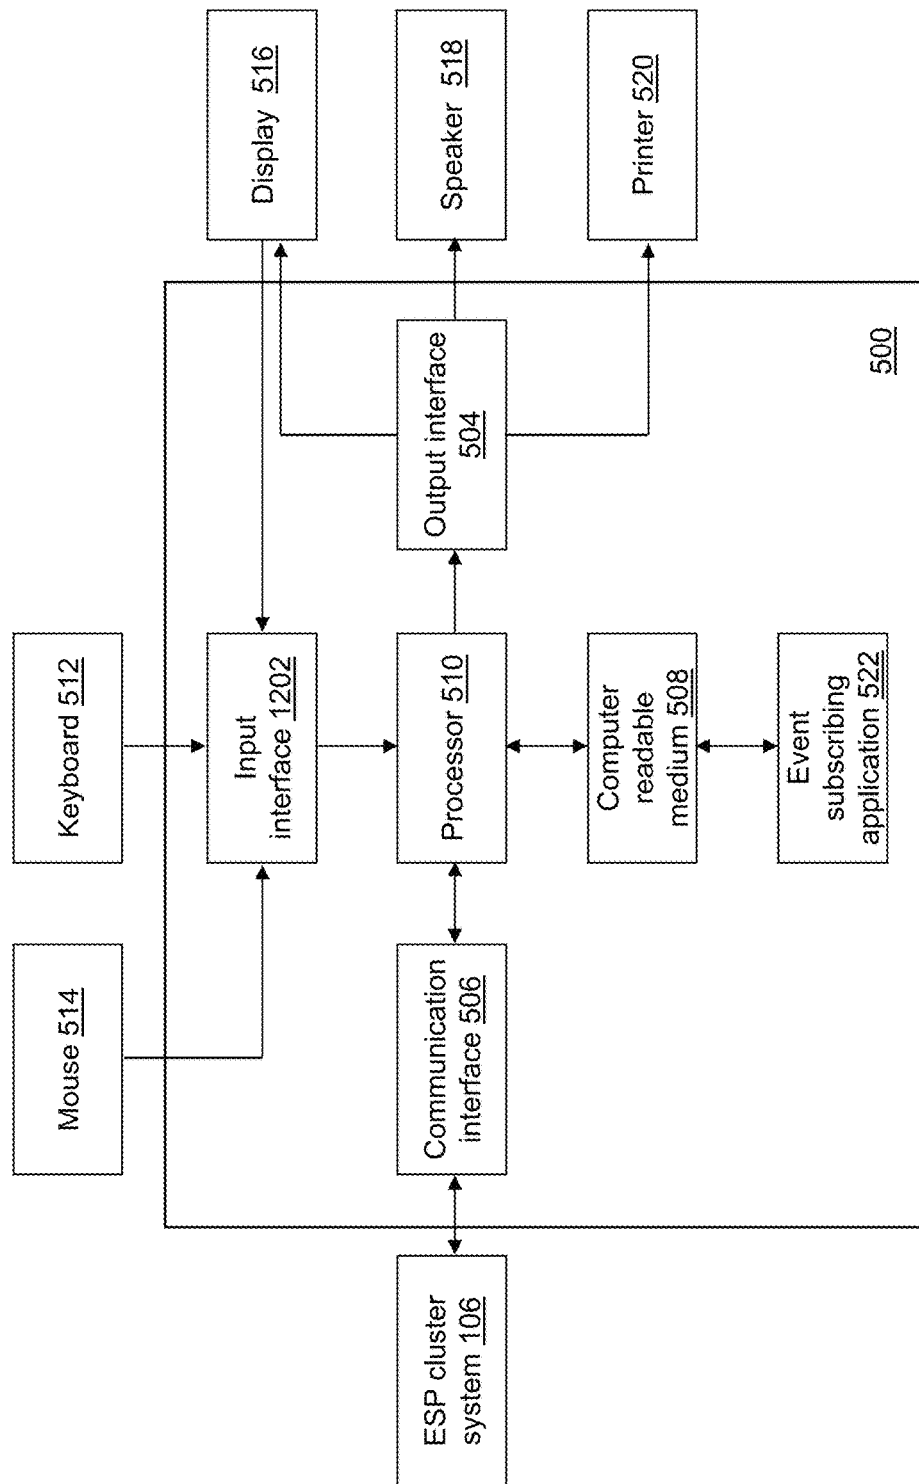 Mouse 514
Keyboard 512
Display 516
Input
interface 1202
ESP cluster
system 106
Communication
interface 506
Processor 510
Output interface
504
Speaker 518
Computer
readable
medium 508
Printer 520
Event
subscribing
application 522
500